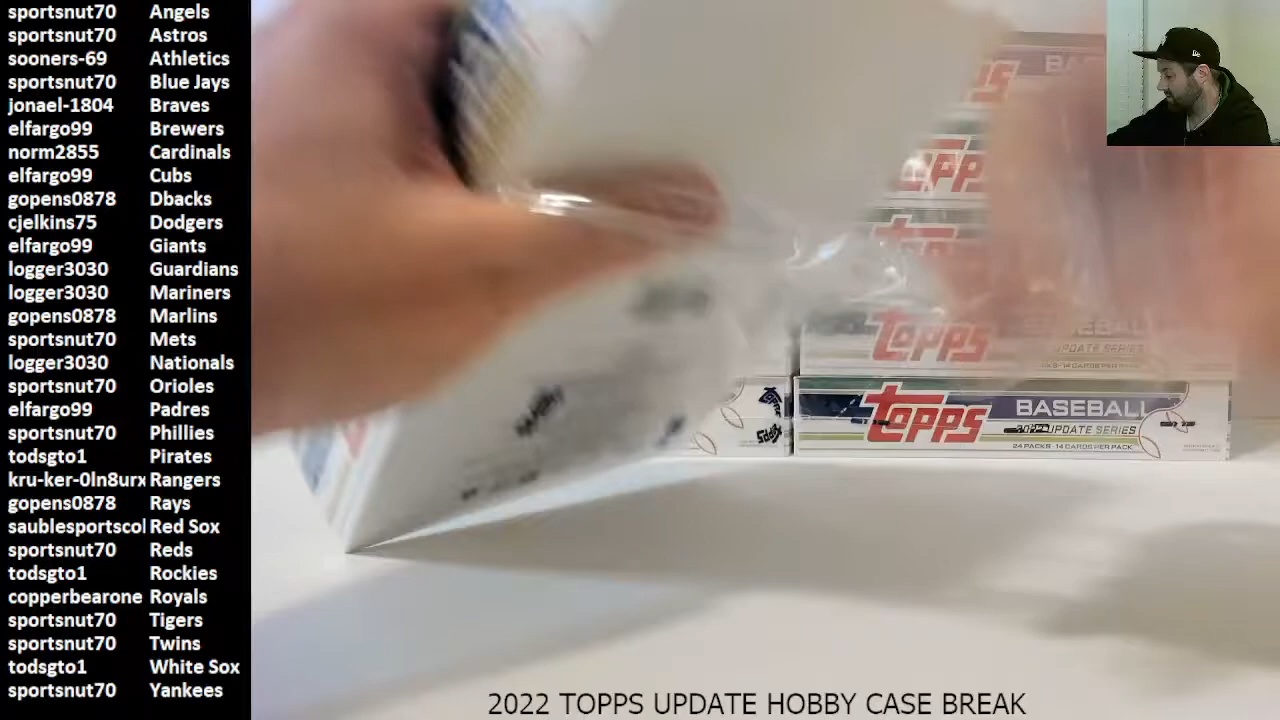 sportsnut70 Angels
sportsnut70 Astros
sooners-69 Athletics
sportsnut70 Blue Jays
jonael-1804 Braves
elfargo99 Brewers
norm2855 Cardinals
elfargo99 Cubs
gopens0878 Dbacks
cjelkins75 Dodgers
elfargo99 Giants
logger3030 Guardians
logger3030 Mariners
gopens0878 Marlins
sportsnut70 Mets
logger3030 Nationals
sportsnut70 Orioles
elfargo99 Padres
sportsnut70 Phillies
todsgto1 Pirates
kru-ker-0ln8urx Rangers
gopens0878 Rays
saublesportscol Red Sox
sportsnut70 Reds
todsgto1 Rockies
copperbearone Royals
sportsnut70 Tigers
sportsnut70 Twins
todsgto1 White Sox
sportsnut70 Yankees
TOPPS
UPDATE SERIES
TOPPS BASEBALL
2022 UPDATE SERIES
24 PACKS · 14 CARDS PER PACK
TOPPS
2022 TOPPS UPDATE HOBBY CASE BREAK